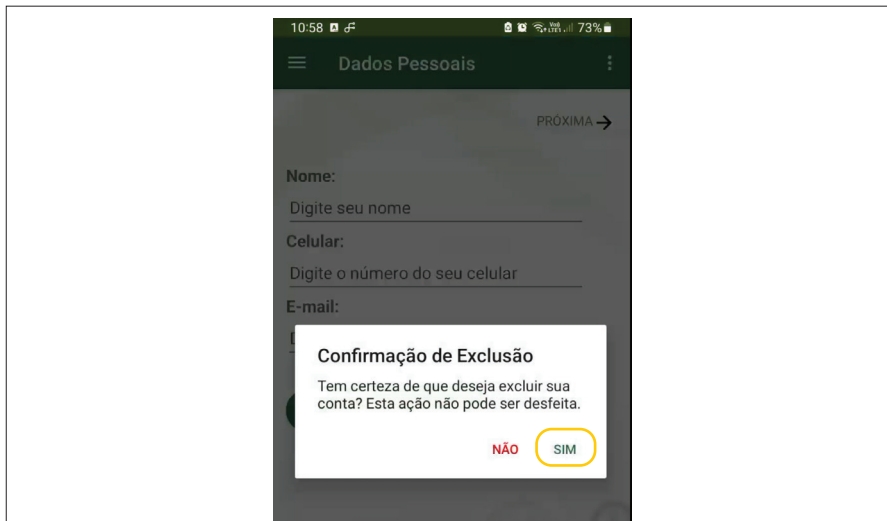 10:58 73%
Dados Pessoais
PRÓXIMA
Nome:
Digite seu nome
Celular:
Digite o número do seu celular
E-mail:
Confirmação de Exclusão
Tem certeza de que deseja excluir sua
conta? Esta ação não pode ser desfeita.
NÃO SIM